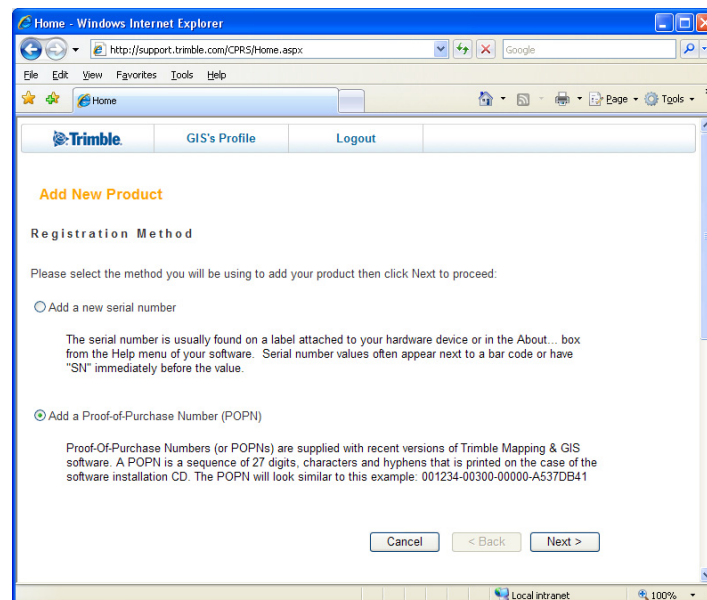 Home - Windows Internet Explorer
http://support.trimble.com/CPRS/Home.aspx
Google
File Edit View Favorites Tools Help
Home
Page
Tools
»
Trimble.
GIS's Profile
Logout
Add New Product
Registration Method
Please select the method you will be using to add your product then click Next to proceed:
Add a new serial number
The serial number is usually found on a label attached to your hardware device or in the About... box
from the Help menu of your software. Serial number values often appear next to a bar code or have
"SN" immediately before the value.
Add a Proof-of-Purchase Number (POPN)
Proof-Of-Purchase Numbers (or POPNs) are supplied with recent versions of Trimble Mapping & GIS
software. A POPN is a sequence of 27 digits, characters and hyphens that is printed on the case of the
software installation CD. The POPN will look similar to this example: 001234-00300-00000-A537DB41
Cancel
< Back
Next >
Local intranet
100%